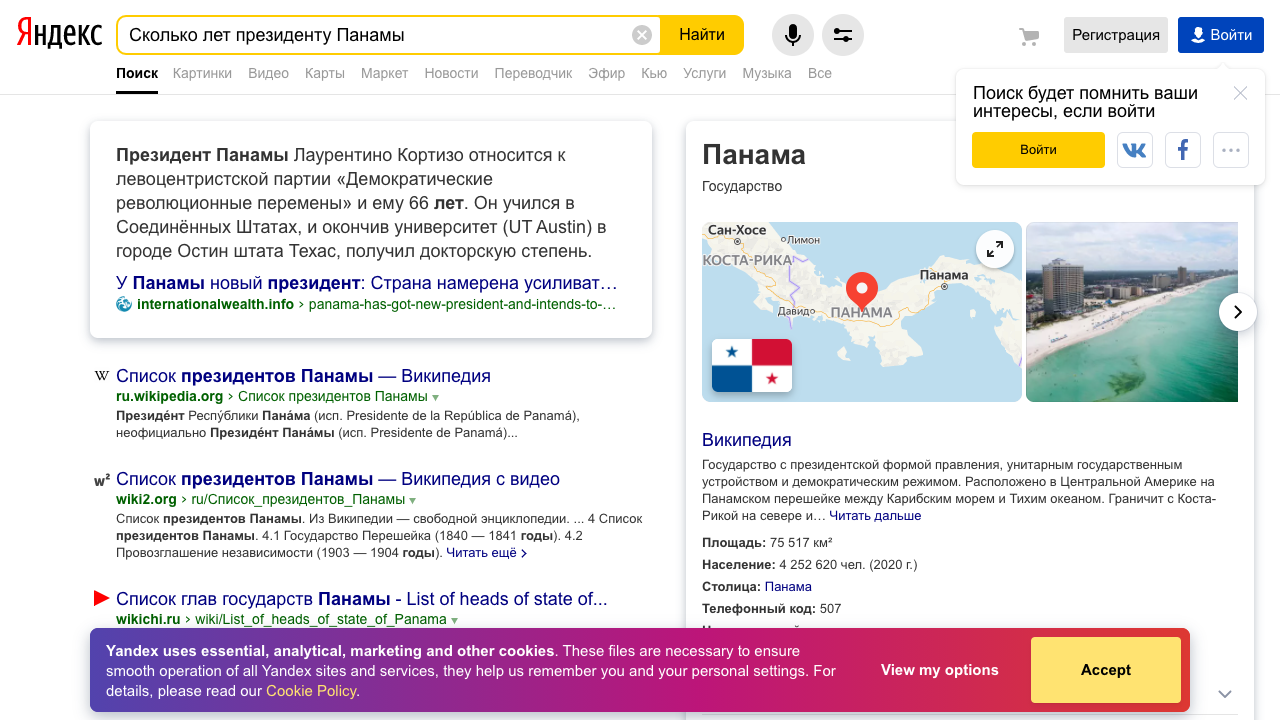 Яндекс
Сколько лет президенту Панамы
Найти
Регистрация
Войти
Поиск Картинки Видео Карты Маркет Новости Переводчик Эфир Кью Услуги Музыка Все
Поиск будет помнить ваши
интересы, если войти
Войти
Президент Панамы Лаурентино Кортизо относится к
левоцентристской партии «Демократические
революционные перемены» и ему 66 лет. Он учился в
Соединённых Штатах, и окончив университет (UT Austin) в
городе Остин штата Техас, получил докторскую степень.
У Панамы новый президент: Страна намерена усиливат…
internationalwealth.info › panama-has-got-new-president-and-intends-to-…
W Список президентов Панамы — Википедия
ru.wikipedia.org › Список президентов Панамы
Президе́нт Респу́блики Пана́ма (исп. Presidente de la República de Panamá),
неофициально Президе́нт Пана́мы (исп. Presidente de Panamá)...
w² Список президентов Панамы — Википедия с видео
wiki2.org › ru/Список_президентов_Панамы
Список президентов Панамы. Из Википедии — свободной энциклопедии. ... 4 Список
президентов Панамы. 4.1 Государство Перешейка (1840 — 1841 годы). 4.2
Провозглашение независимости (1903 — 1904 годы). Читать ещё ›
Список глав государств Панамы - List of heads of state of...
wikichi.ru › wiki/List_of_heads_of_state_of_Panama
Панама
Государство
Сан-Хосе
Лимон
КОСТА-РИКА
Панама
Давид
ПАНАМА
Википедия
Государство с президентской формой правления, унитарным государственным
устройством и демократическим режимом. Расположено в Центральной Америке на
Панамском перешейке между Карибским морем и Тихим океаном. Граничит с Коста-
Рикой на севере и… Читать дальше
Площадь: 75 517 км²
Население: 4 252 620 чел. (2020 г.)
Столица: Панама
Телефонный код: 507
Yandex uses essential, analytical, marketing and other cookies. These files are necessary to ensure
smooth operation of all Yandex sites and services, they help us remember you and your personal settings. For
details, please read our Cookie Policy.
View my options
Accept